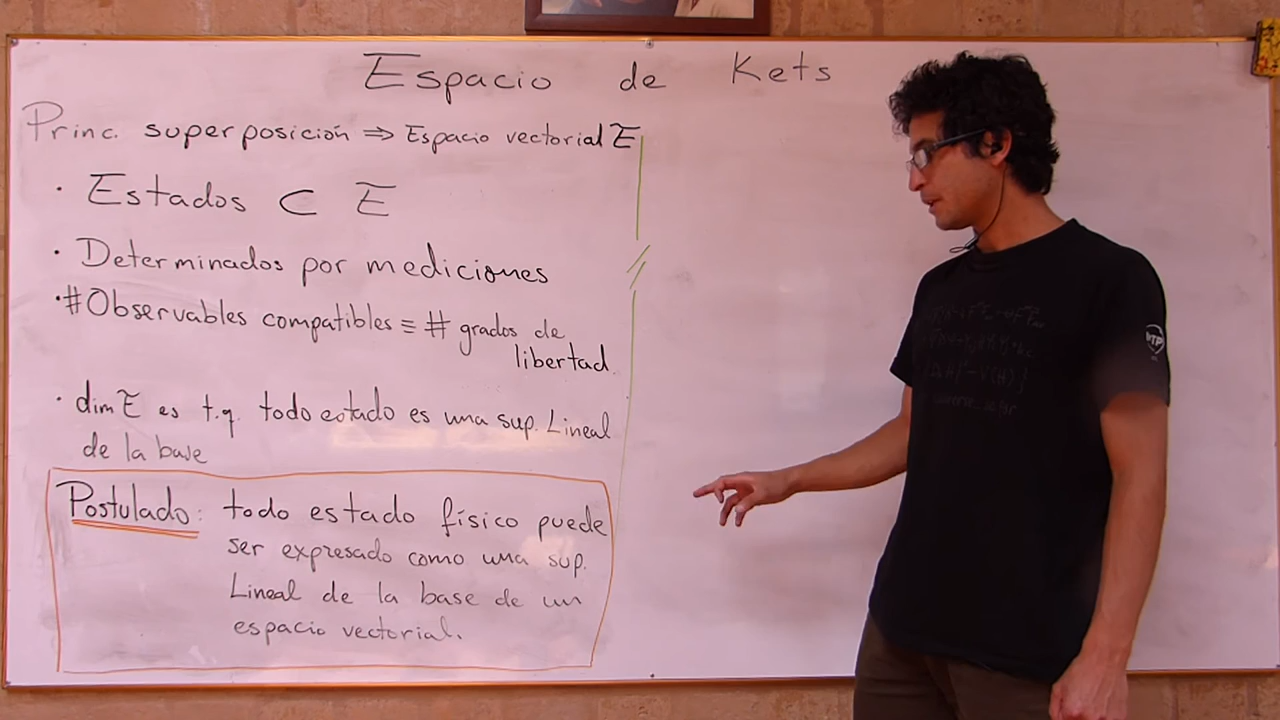 Espacio de Kets
Princ. superposición ⇒ Espacio vectorial E
· Estados ⊂ E
· Determinados por mediciones
· #Observables compatibles ≡ # grados de
libertad.
· dim E es t.q. todo estado es una sup. Lineal
de la base
Postulado: todo estado físico puede
ser expresado como una sup.
Lineal de la base de un
espacio vectorial.
UTP